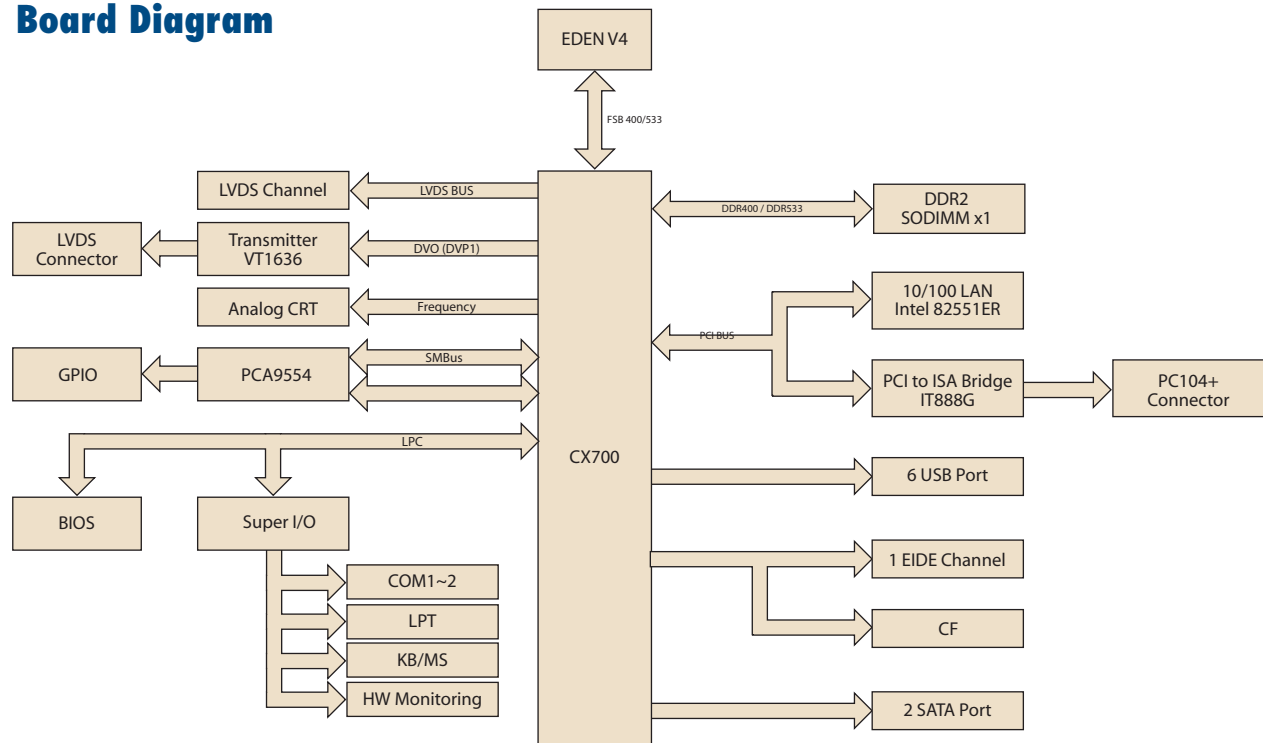 Board Diagram
EDEN V4
FSB 400/533
LVDS Channel
LVDS BUS
DDR400 / DDR533
DDR2
SODIMM x1
LVDS
Connector
Transmitter
VT1636
DVO (DVP1)
10/100 LAN
Intel 82551ER
Analog CRT
Frequency
PCI BUS
GPIO
PCA9554
SMBus
PCI to ISA Bridge
IT888G
PC104+
Connector
LPC
CX700
6 USB Port
BIOS
Super I/O
1 EIDE Channel
COM1~2
LPT
CF
KB/MS
HW Monitoring
2 SATA Port